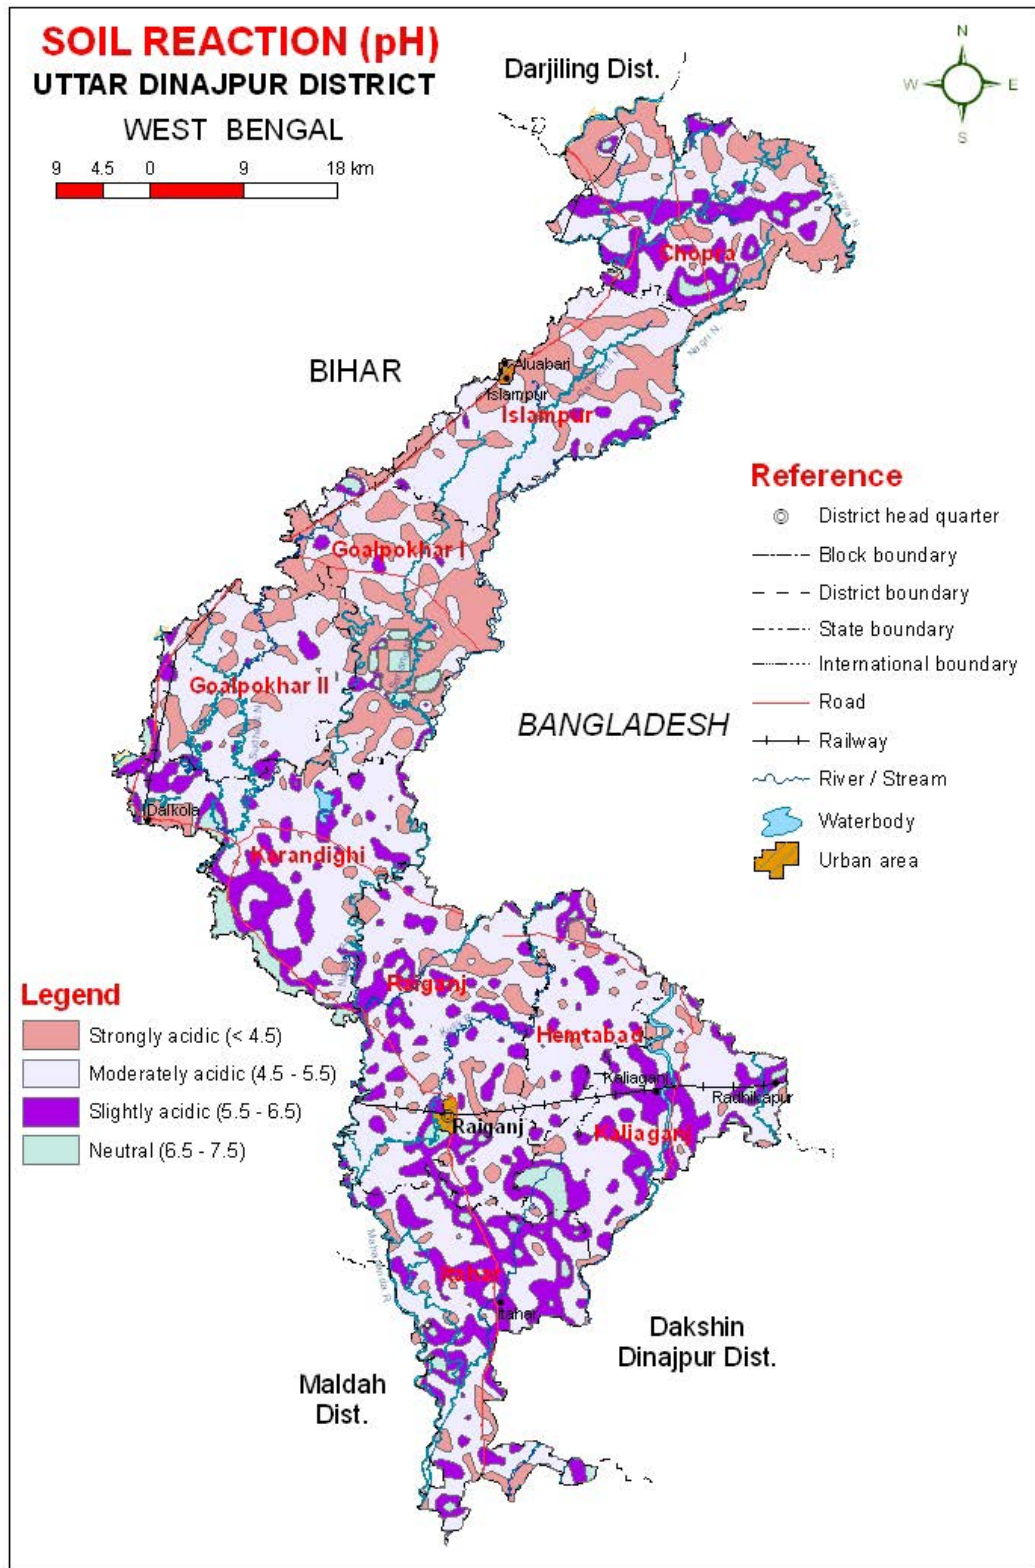 SOIL REACTION (pH)
UTTAR DINAJPUR DISTRICT
WEST BENGAL
9 4.5 0 9 18 km
Darjiling Dist.
N
W E
S
Chopra
Nagri N.
BIHAR
Aluabari
Islampur
Islampur
Reference
District head quarter
Block boundary
District boundary
State boundary
International boundary
Road
Railway
River / Stream
Waterbody
Urban area
Goalpokhar I
Goalpokhar II
BANGLADESH
Dalkola
Karandighi
Legend
Strongly acidic (< 4.5)
Moderately acidic (4.5 - 5.5)
Slightly acidic (5.5 - 6.5)
Neutral (6.5 - 7.5)
Raiganj
Hemtabad
Kaliaganj
Radhikapur
Raiganj
Kaliaganj
Itahar
Dakshin
Dinajpur Dist.
Maldah
Dist.